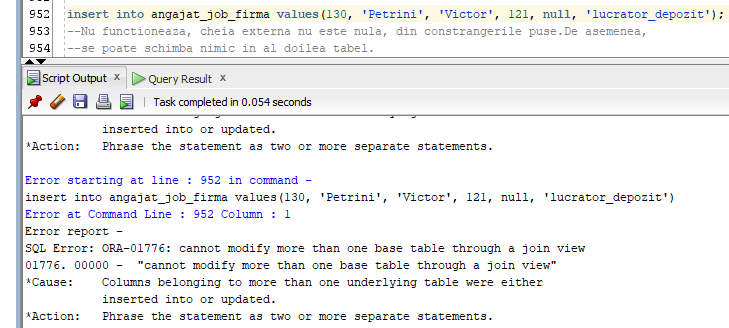 952 insert into angajat_job_firma values(130, 'Petrini', 'Victor', 121, null, 'lucrator_depozit');
953 --Nu functioneaza, cheia externa nu este nula, din constrangerile puse.De asemenea,
954 --se poate schimba nimic in al doilea tabel.
Script Output x Query Result x
Task completed in 0.054 seconds
inserted into or updated.
*Action: Phrase the statement as two or more separate statements.
Error starting at line : 952 in command -
insert into angajat_job_firma values(130, 'Petrini', 'Victor', 121, null, 'lucrator_depozit')
Error at Command Line : 952 Column : 1
Error report -
SQL Error: ORA-01776: cannot modify more than one base table through a join view
01776. 00000 - "cannot modify more than one base table through a join view"
*Cause: Columns belonging to more than one underlying table were either
inserted into or updated.
*Action: Phrase the statement as two or more separate statements.